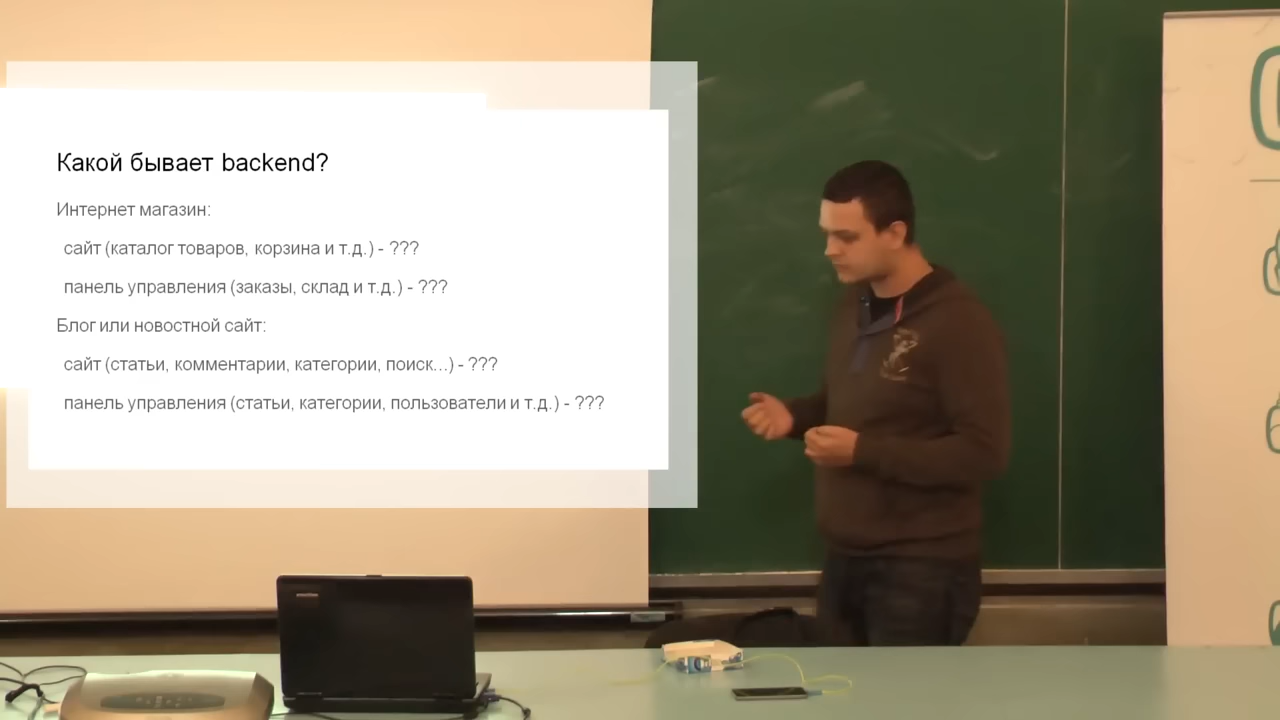 Какой бывает backend?
Интернет магазин:
сайт (каталог товаров, корзина и т.д.) - ???
панель управления (заказы, склад и т.д.) - ???
Блог или новостной сайт:
сайт (статьи, комментарии, категории, поиск...) - ???
панель управления (статьи, категории, пользователи и т.д.) - ???